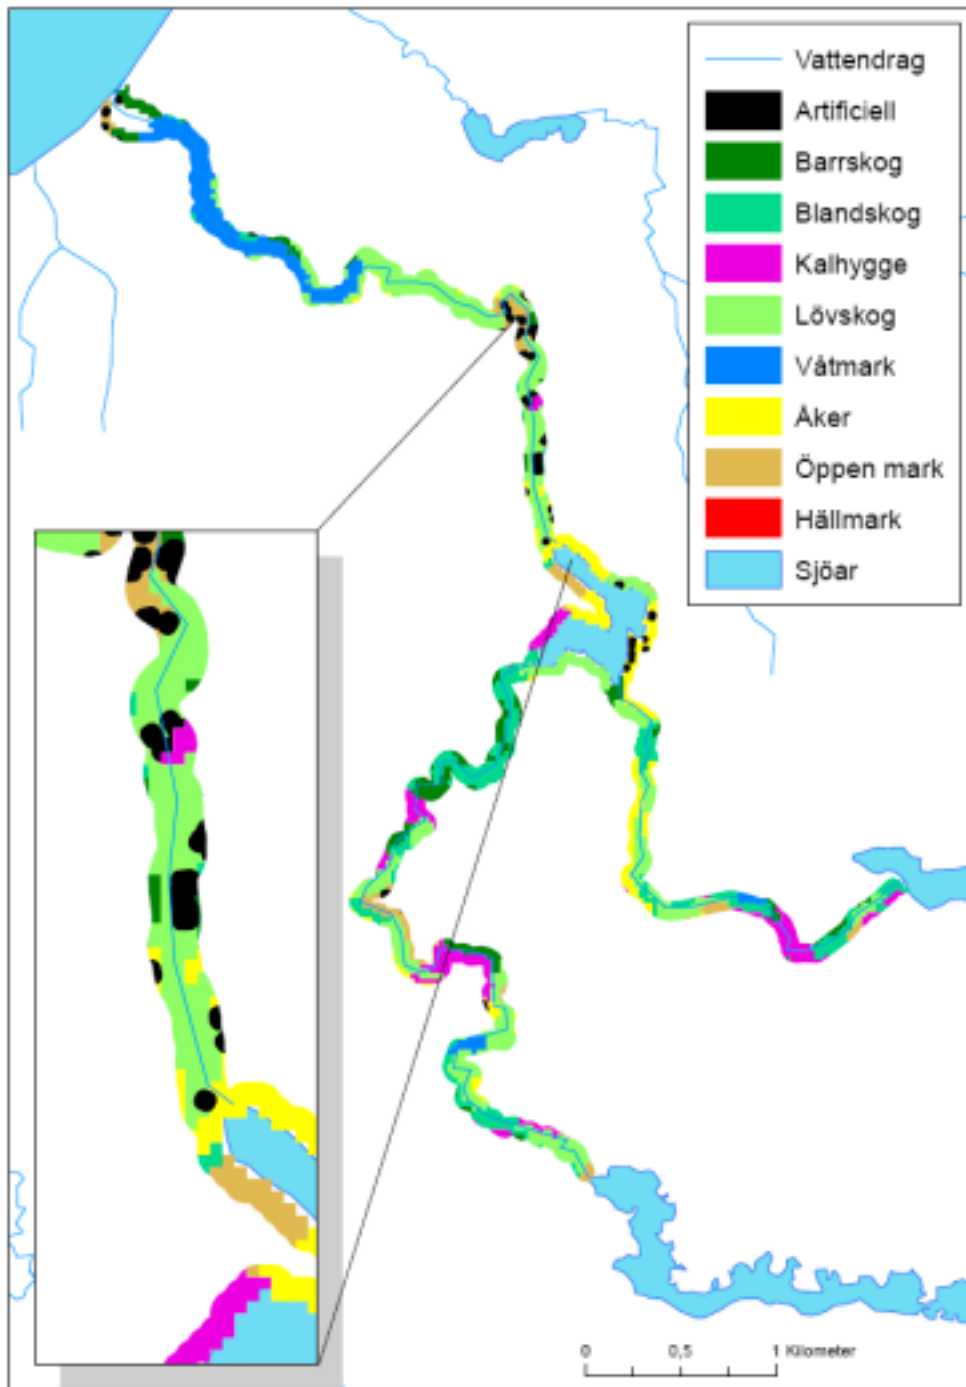 Vattendrag
Artificiell
Barrskog
Blandskog
Kalhygge
Lövskog
Våtmark
Åker
Öppen mark
Hällmark
Sjöar
0 0,5 1 Kilometer